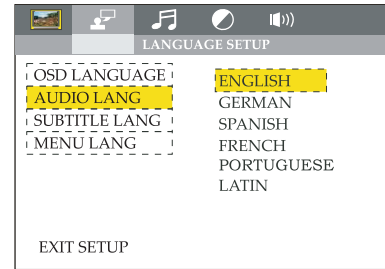 LANGUAGE SETUP
OSD LANGUAGE
AUDIO LANG
SUBTITLE LANG
MENU LANG
ENGLISH
GERMAN
SPANISH
FRENCH
PORTUGUESE
LATIN
EXIT SETUP